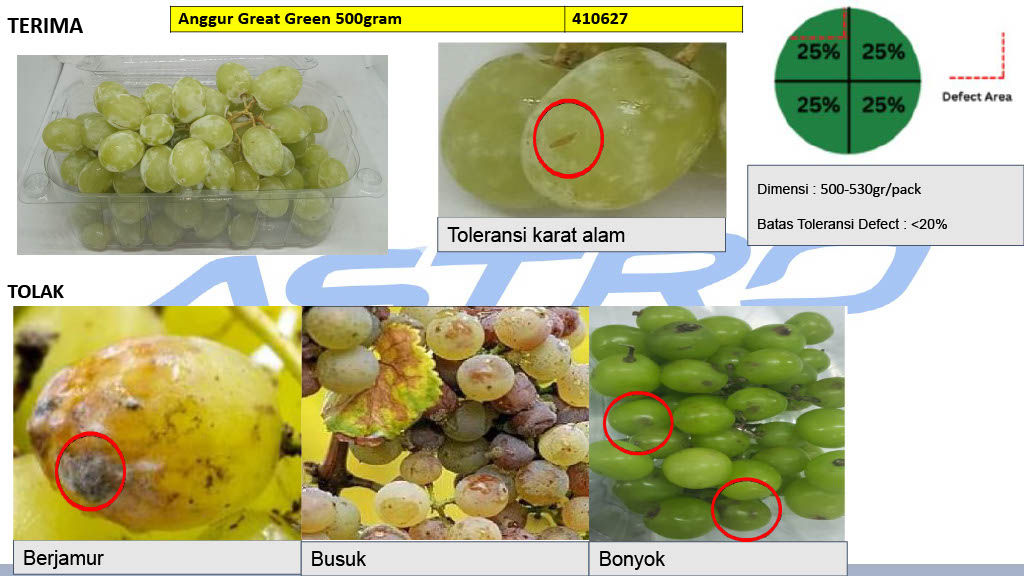 TERIMA
Anggur Great Green 500gram 410627
25% 25%
25% 25%
Defect Area
Toleransi karat alam
Dimensi : 500-530gr/pack
Batas Toleransi Defect : <20%
ASTRO
TOLAK
Berjamur
Busuk
Bonyok